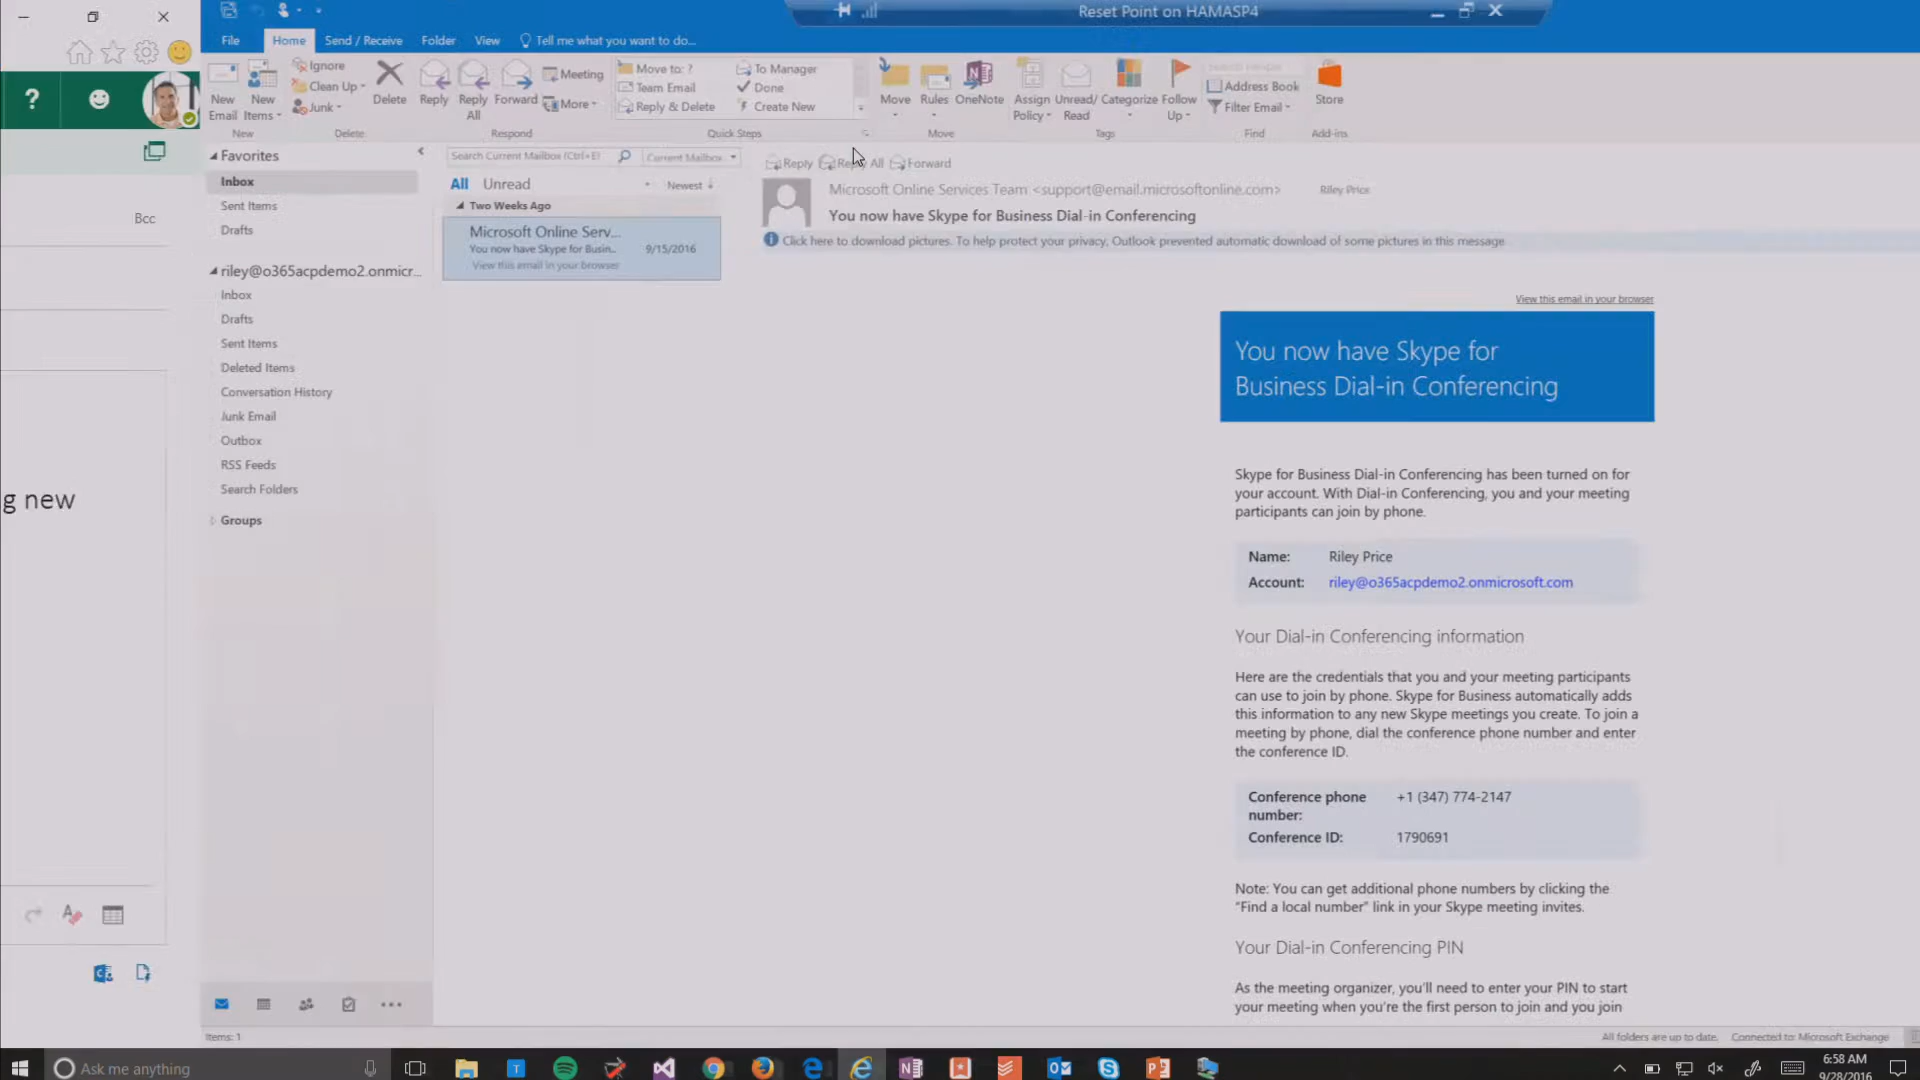 Reset Point on HAMASP4
File
Home
Send / Receive
Folder
View
Tell me what you want to do...
?
New
Email
New
Items
Ignore
Clean Up
Junk
Delete
Reply
Reply
All
Forward
Meeting
More
Move to: ?
Team Email
Reply & Delete
To Manager
Done
Create New
Move
Rules
OneNote
Assign
Policy
Unread/
Read
Categorize
Follow
Up
Search People
Address Book
Filter Email
Store
New
Delete
Respond
Quick Steps
Move
Tags
Find
Add-ins
Bcc
g new
Favorites
Inbox
Sent Items
Drafts
riley@o365acpdemo2.onmicr...
Inbox
Drafts
Sent Items
Deleted Items
Conversation History
Junk Email
Outbox
RSS Feeds
Search Folders
Groups
Search Current Mailbox (Ctrl+E)
Current Mailbox
All
Unread
Newest
Two Weeks Ago
Microsoft Online Serv...
You now have Skype for Busin...
9/15/2016
View this email in your browser
Reply
Reply All
Forward
Microsoft Online Services Team <support@email.microsoftonline.com>
Riley Price
You now have Skype for Business Dial-in Conferencing
Click here to download pictures. To help protect your privacy, Outlook prevented automatic download of some pictures in this message.
View this email in your browser
You now have Skype for
Business Dial-in Conferencing
Skype for Business Dial-in Conferencing has been turned on for
your account. With Dial-in Conferencing, you and your meeting
participants can join by phone.
Name: Riley Price
Account: riley@o365acpdemo2.onmicrosoft.com
Your Dial-in Conferencing information
Here are the credentials that you and your meeting participants
can use to join by phone. Skype for Business automatically adds
this information to any new Skype meetings you create. To join a
meeting by phone, dial the conference phone number and enter
the conference ID.
Conference phone +1 (347) 774-2147
number:
Conference ID: 1790691
Note: You can get additional phone numbers by clicking the
"Find a local number" link in your Skype meeting invites.
Your Dial-in Conferencing PIN
As the meeting organizer, you'll need to enter your PIN to start
your meeting when you're the first person to join and you join
Items: 1
All folders are up to date.
Connected to: Microsoft Exchange
Ask me anything
6:58 AM
9/28/2016